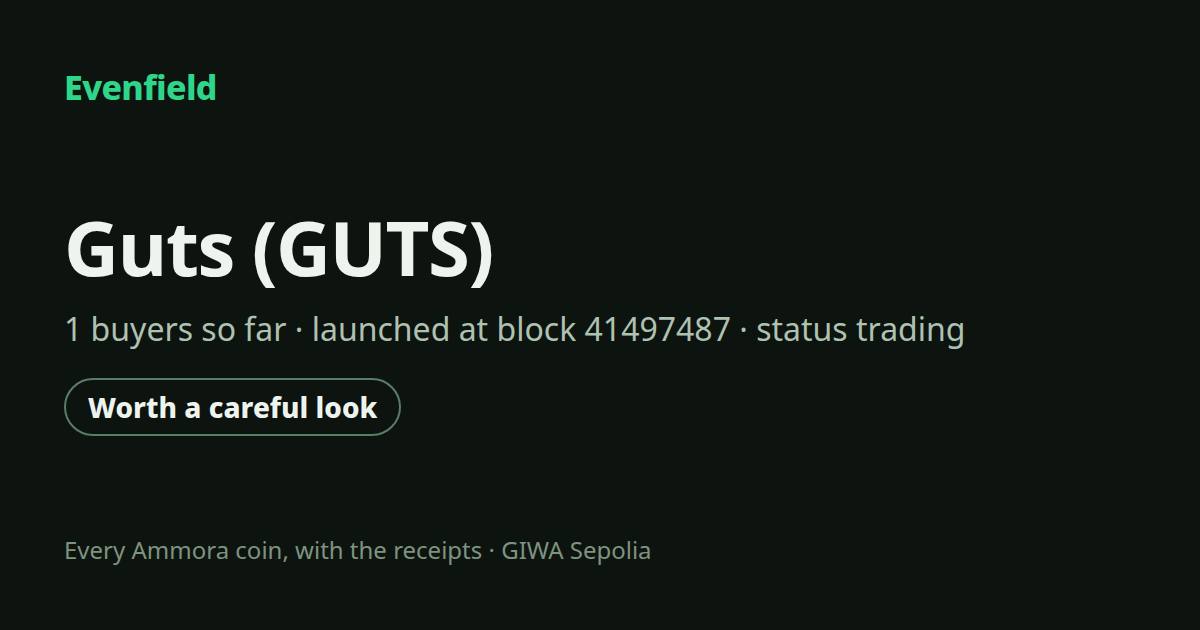 Evenfield
Guts (GUTS)
1 buyers so far · launched at block 41497487 · status trading
Worth a careful look
Every Ammora coin, with the receipts · GIWA Sepolia